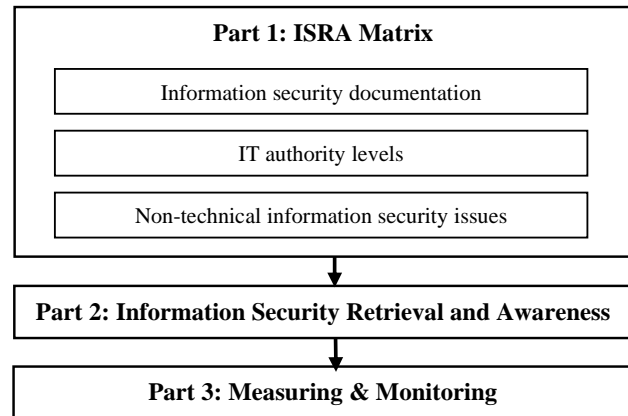 Part 1: ISRA Matrix
Information security documentation
IT authority levels
Non-technical information security issues
Part 2: Information Security Retrieval and Awareness
Part 3: Measuring & Monitoring